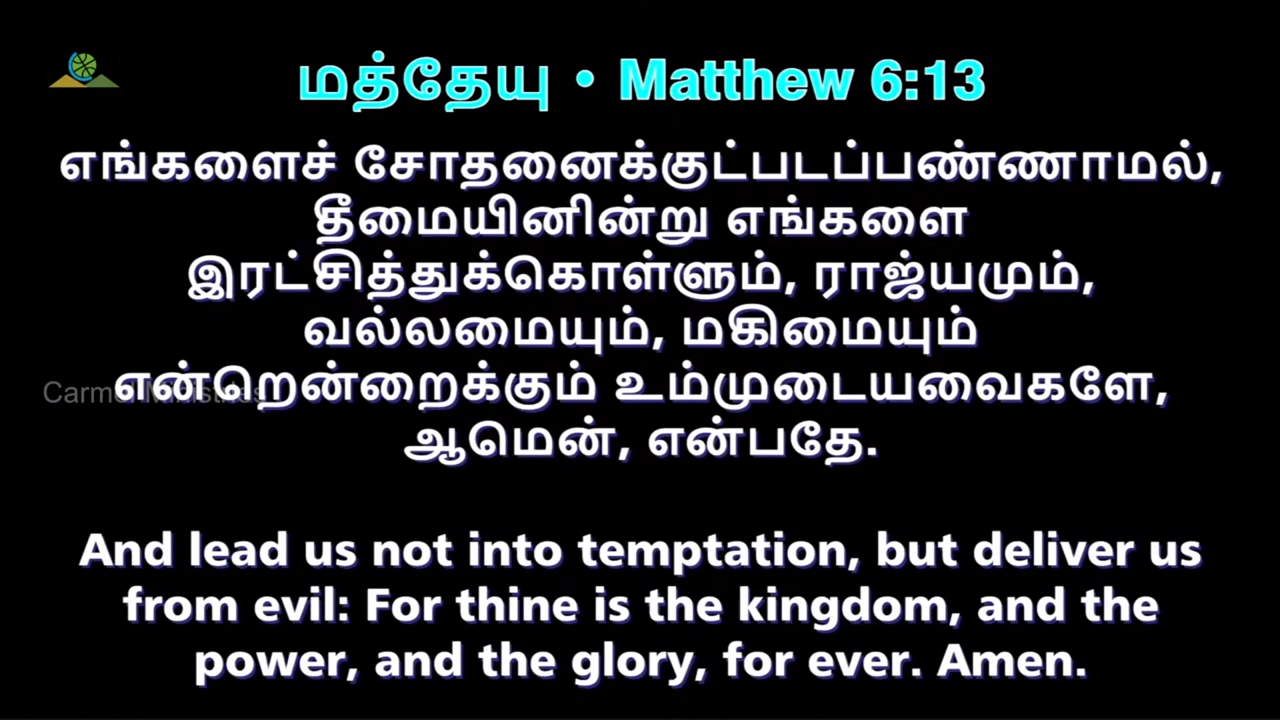 மத்தேயு • Matthew 6:13
எங்களைச் சோதனைக்குட்படப்பண்ணாமல்,
தீமையினின்று எங்களை
இரட்சித்துக்கொள்ளும், ராஜ்யமும்,
வல்லமையும், மகிமையும்
என்றென்றைக்கும் உம்முடையவைகளே,
Carmel Ministries
ஆமென், என்பதே.
And lead us not into temptation, but deliver us
from evil: For thine is the kingdom, and the
power, and the glory, for ever. Amen.